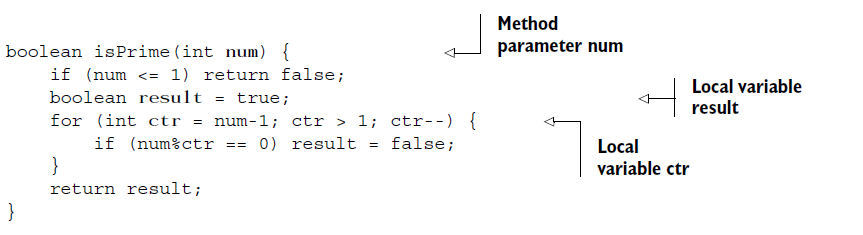 Method
parameter num
boolean isPrime(int num) {
    if (num <= 1) return false;
    boolean result = true;
    for (int ctr = num-1; ctr > 1; ctr--) {
        if (num%ctr == 0) result = false;
    }
    return result;
}
Local variable
result
Local
variable ctr